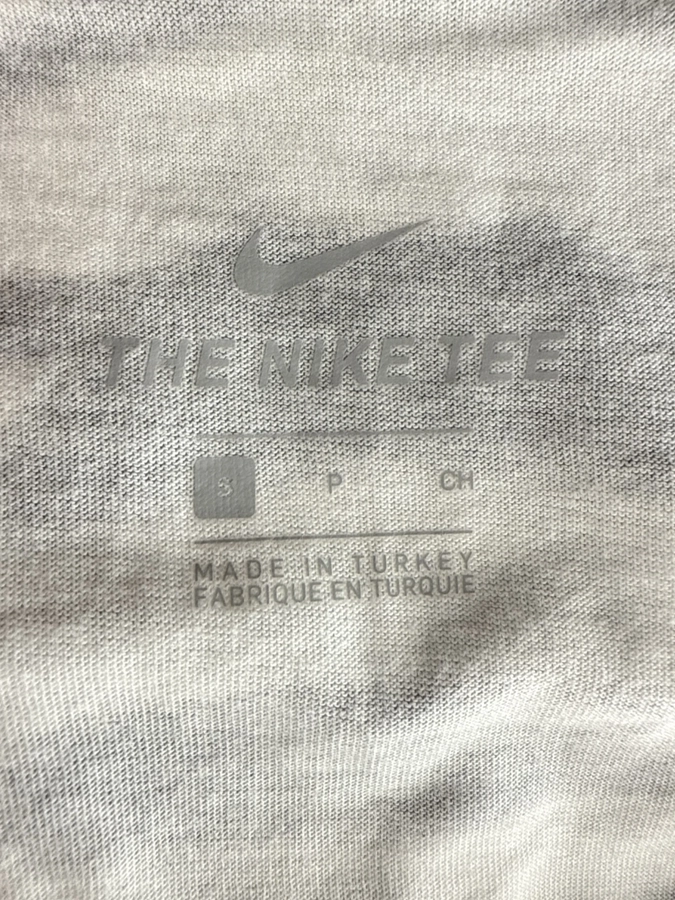 THE NIKE TEE
S P CH
MADE IN TURKEY
FABRIQUE EN TURQUIE